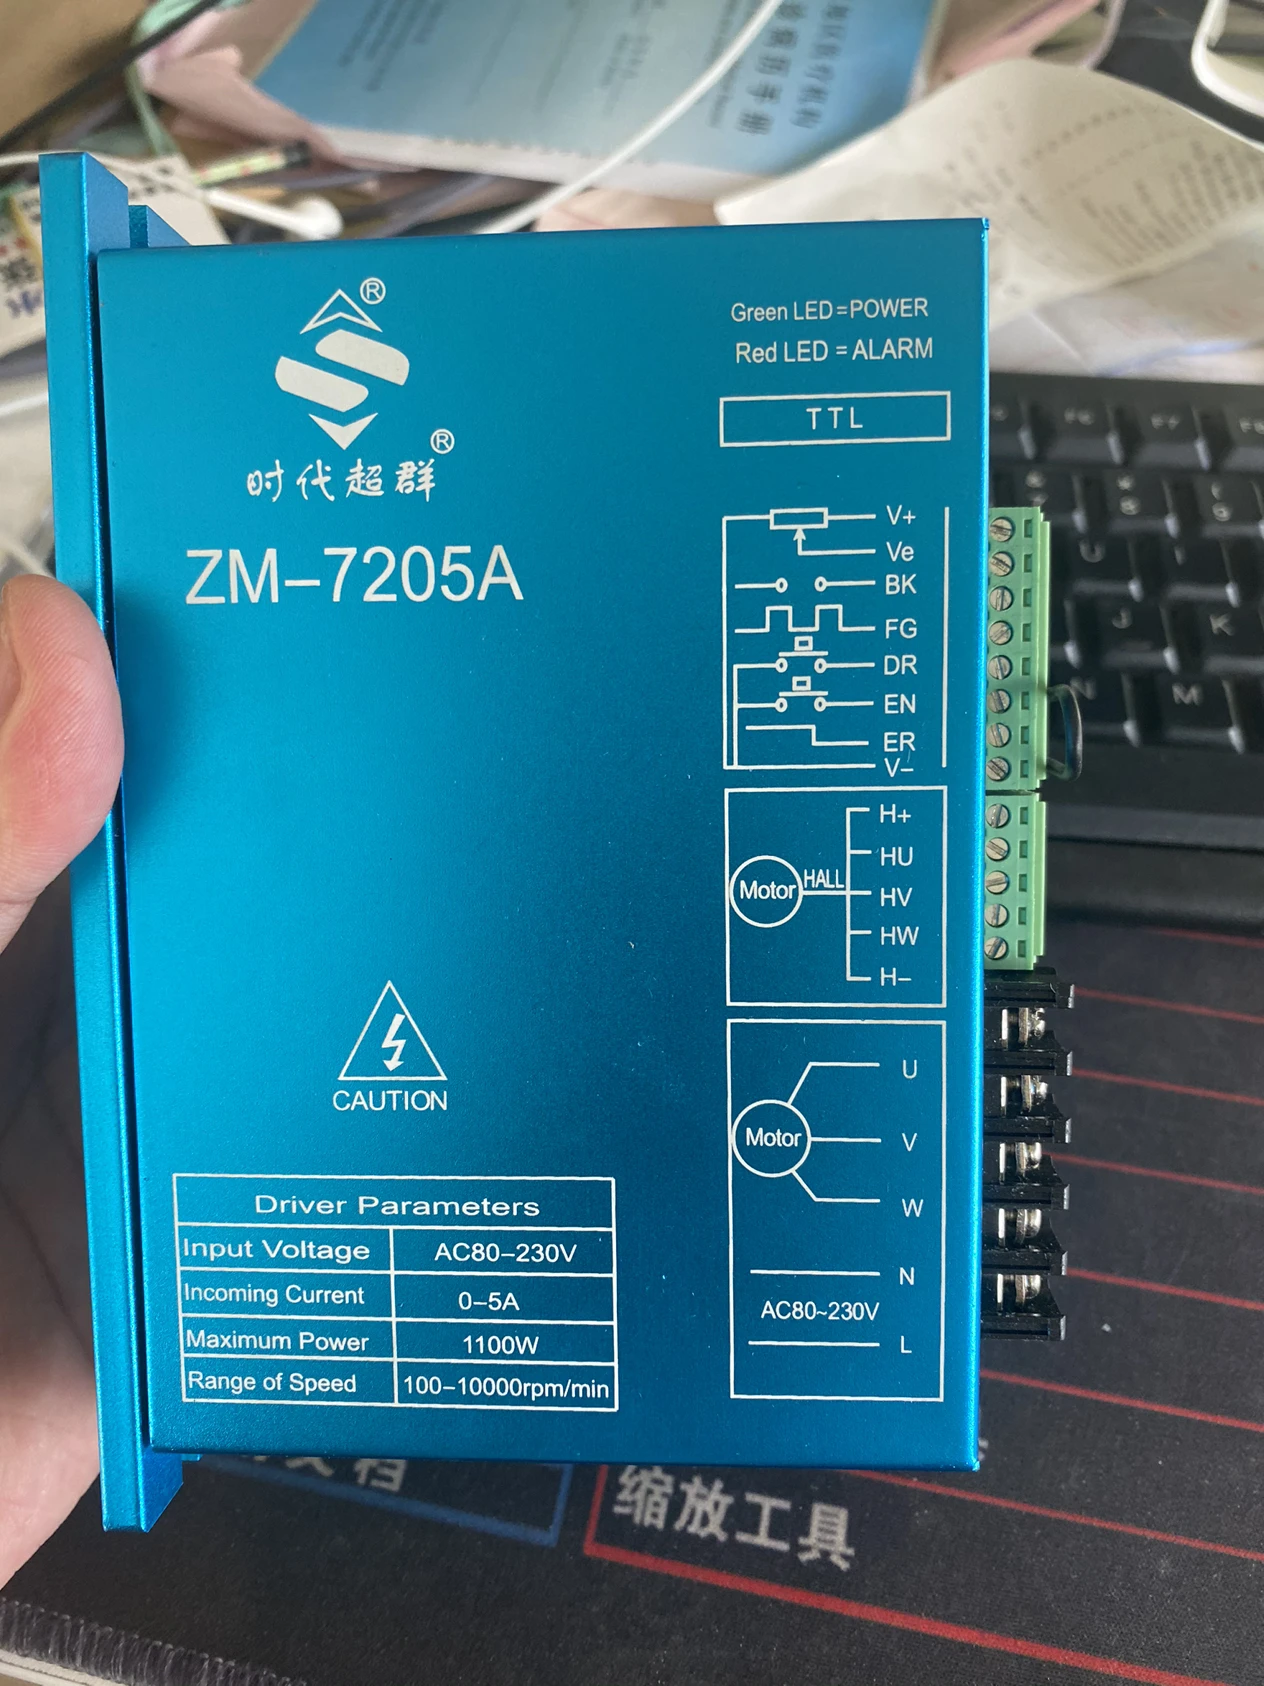 ®
®
时代超群
ZM-7205A
Green LED=POWER
Red LED =ALARM
TTL
V+
Ve
BK
FG
DR
EN
ER
V-
H+
HU
Motor HALL HV
HW
H-
U
Motor V
W
N
AC80~230V
L
CAUTION
Driver Parameters
Input Voltage AC80-230V
Incoming Current 0-5A
Maximum Power 1100W
Range of Speed 100-10000rpm/min
缩放工具
F6
F7
J
K
N
M